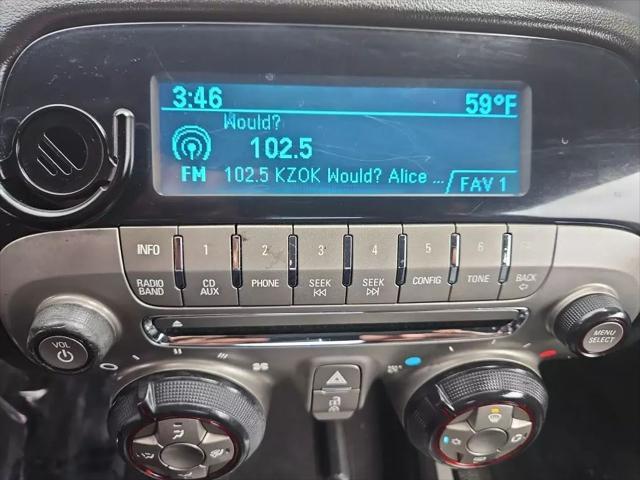 3:46 59°F
Would?
102.5
FM 102.5 KZOK Would? Alice ... FAV 1
INFO 1 2 3 4 5 6
RADIO BAND CD AUX PHONE SEEK SEEK CONFIG TONE BACK
VOL
MENU SELECT